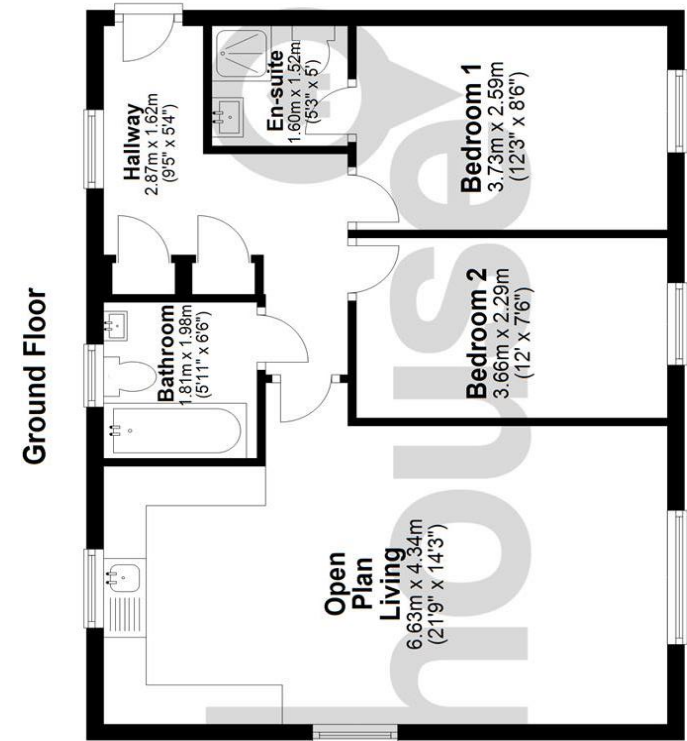 Ground Floor
Hallway
2.87m x 1.62m
(9'5" x 5'4")
En-suite
1.60m x 1.52m
(5'3" x 5')
Bedroom 1
3.73m x 2.59m
(12'3" x 8'6")
Bathroom
1.81m x 1.98m
(5'11" x 6'6")
Bedroom 2
3.66m x 2.29m
(12' x 7'6")
Open
Plan
Living
6.63m x 4.34m
(21'9" x 14'3")
house